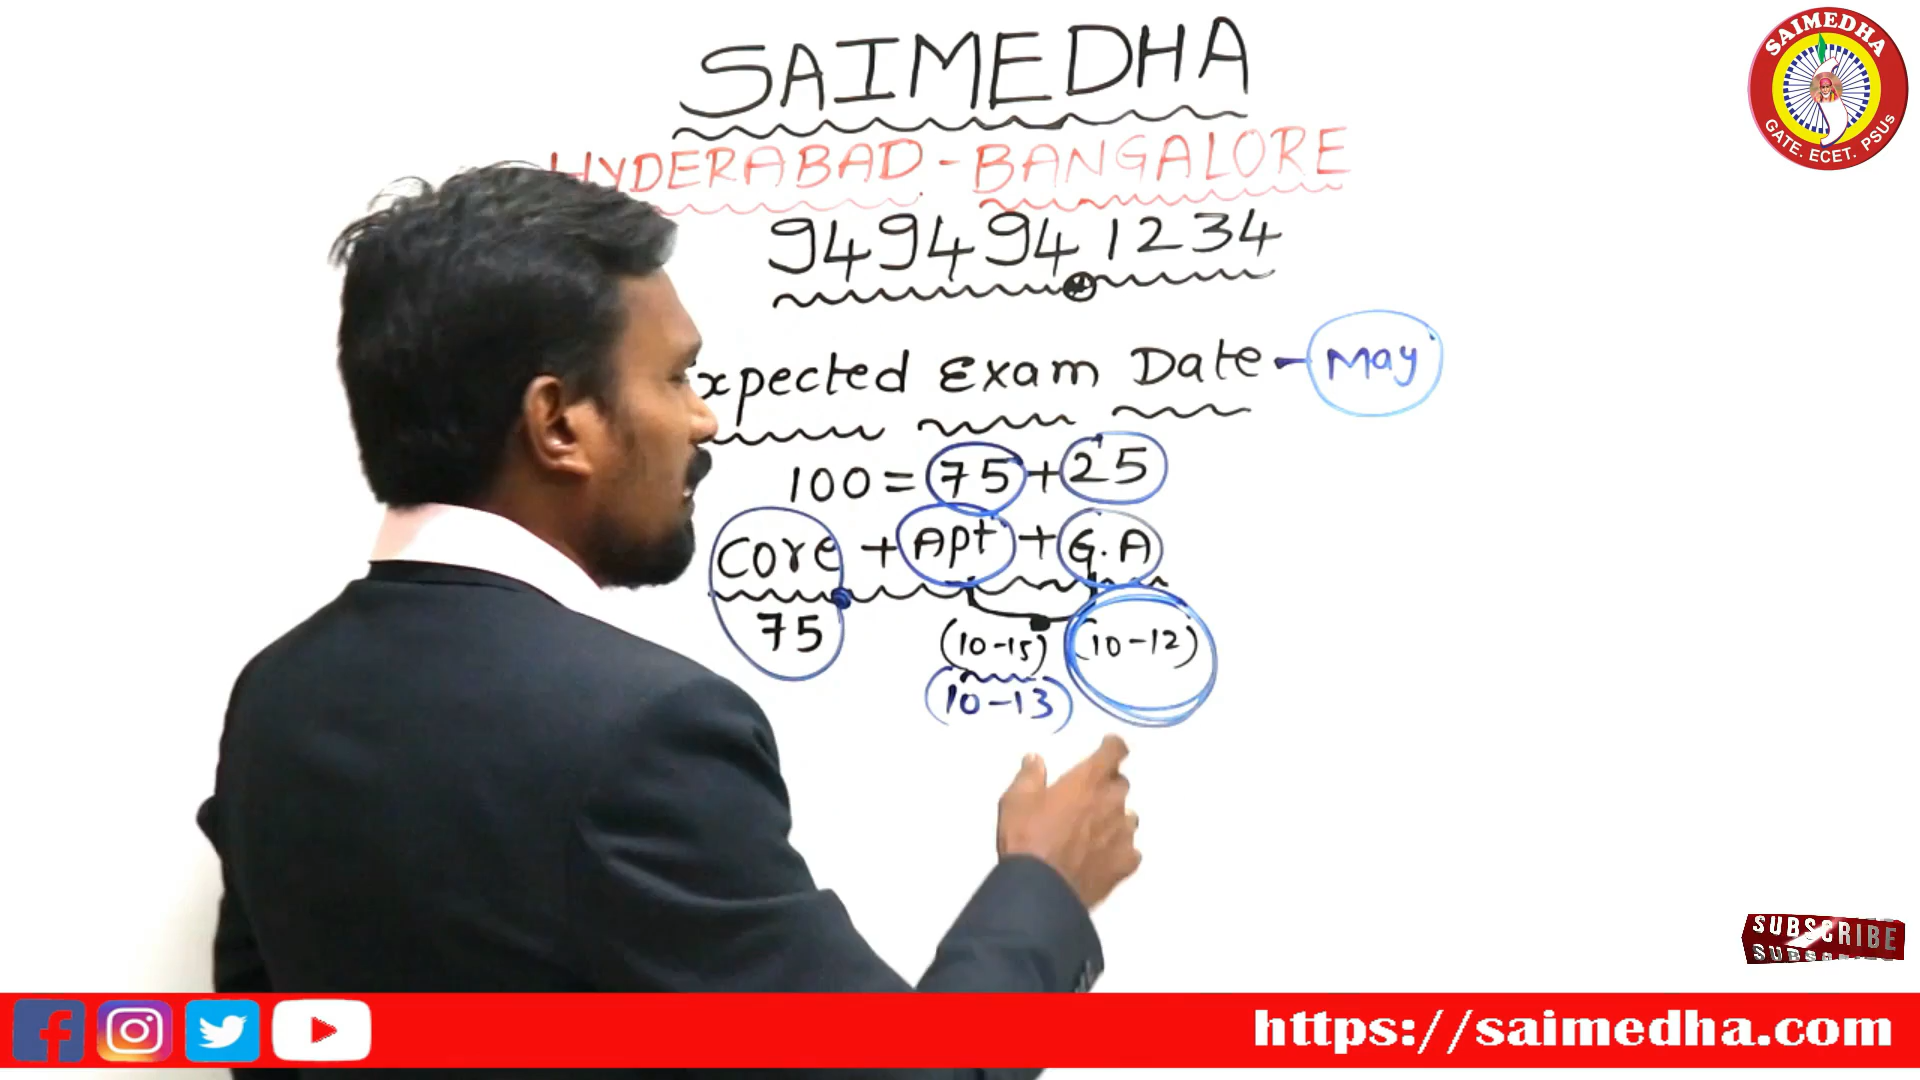 SAIMEDHA
HYDERABAD - BANGALORE
9494941234
xpected Exam Date - May
100 = 75 + 25
Core + Apt + G.A
75 (10-15) (10-12)
(10-13)
SAIMEDHA
GATE. ECET. PSUs
SUBSCRIBE
https://saimedha.com